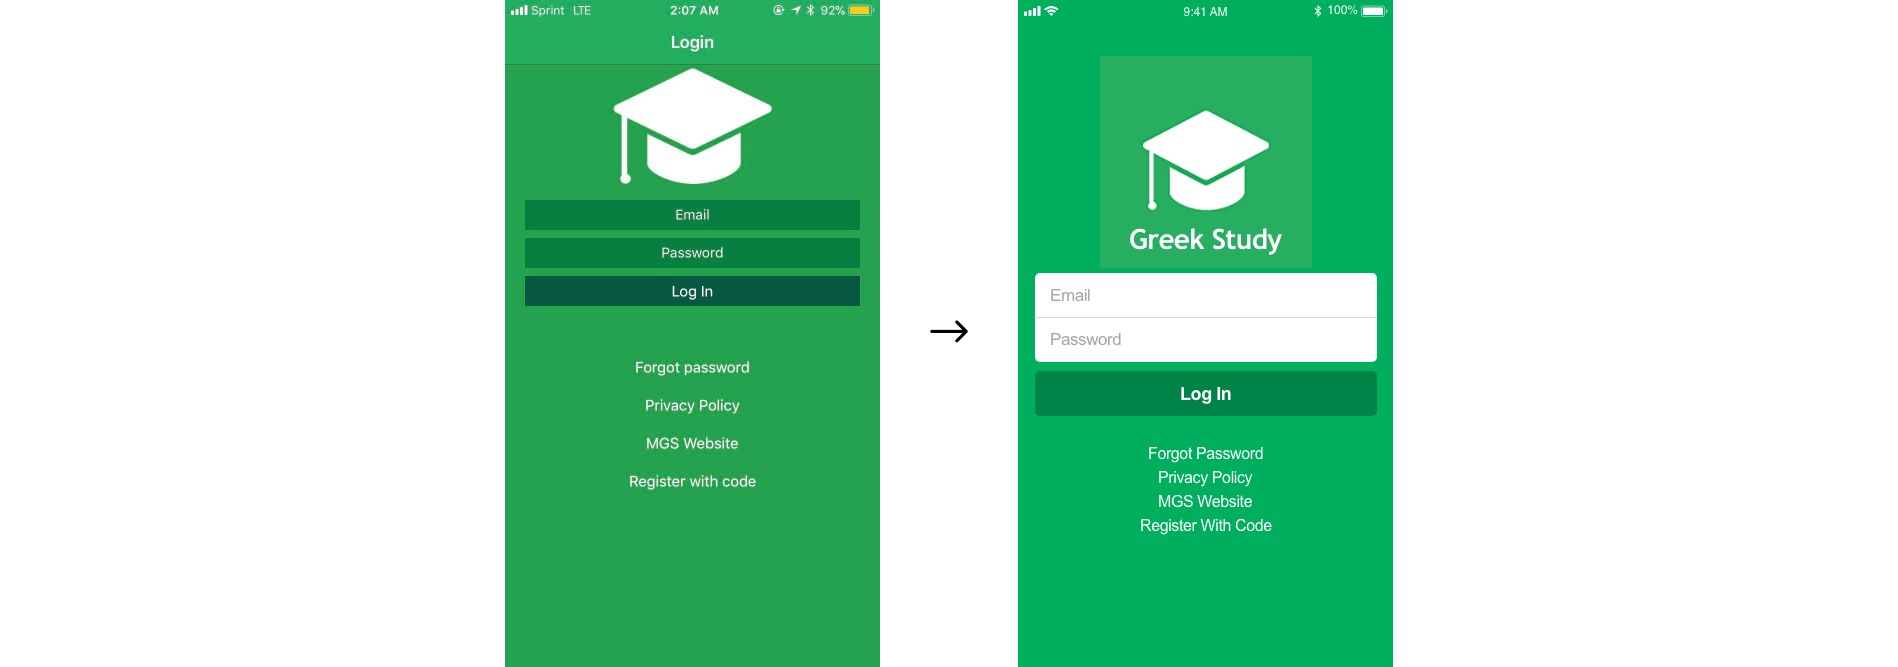 Sprint LTE 2:07 AM 92%
Login
Email
Password
Log In
Forgot password
Privacy Policy
MGS Website
Register with code
9:41 AM 100%
Greek Study
Email
Password
Log In
Forgot Password
Privacy Policy
MGS Website
Register With Code